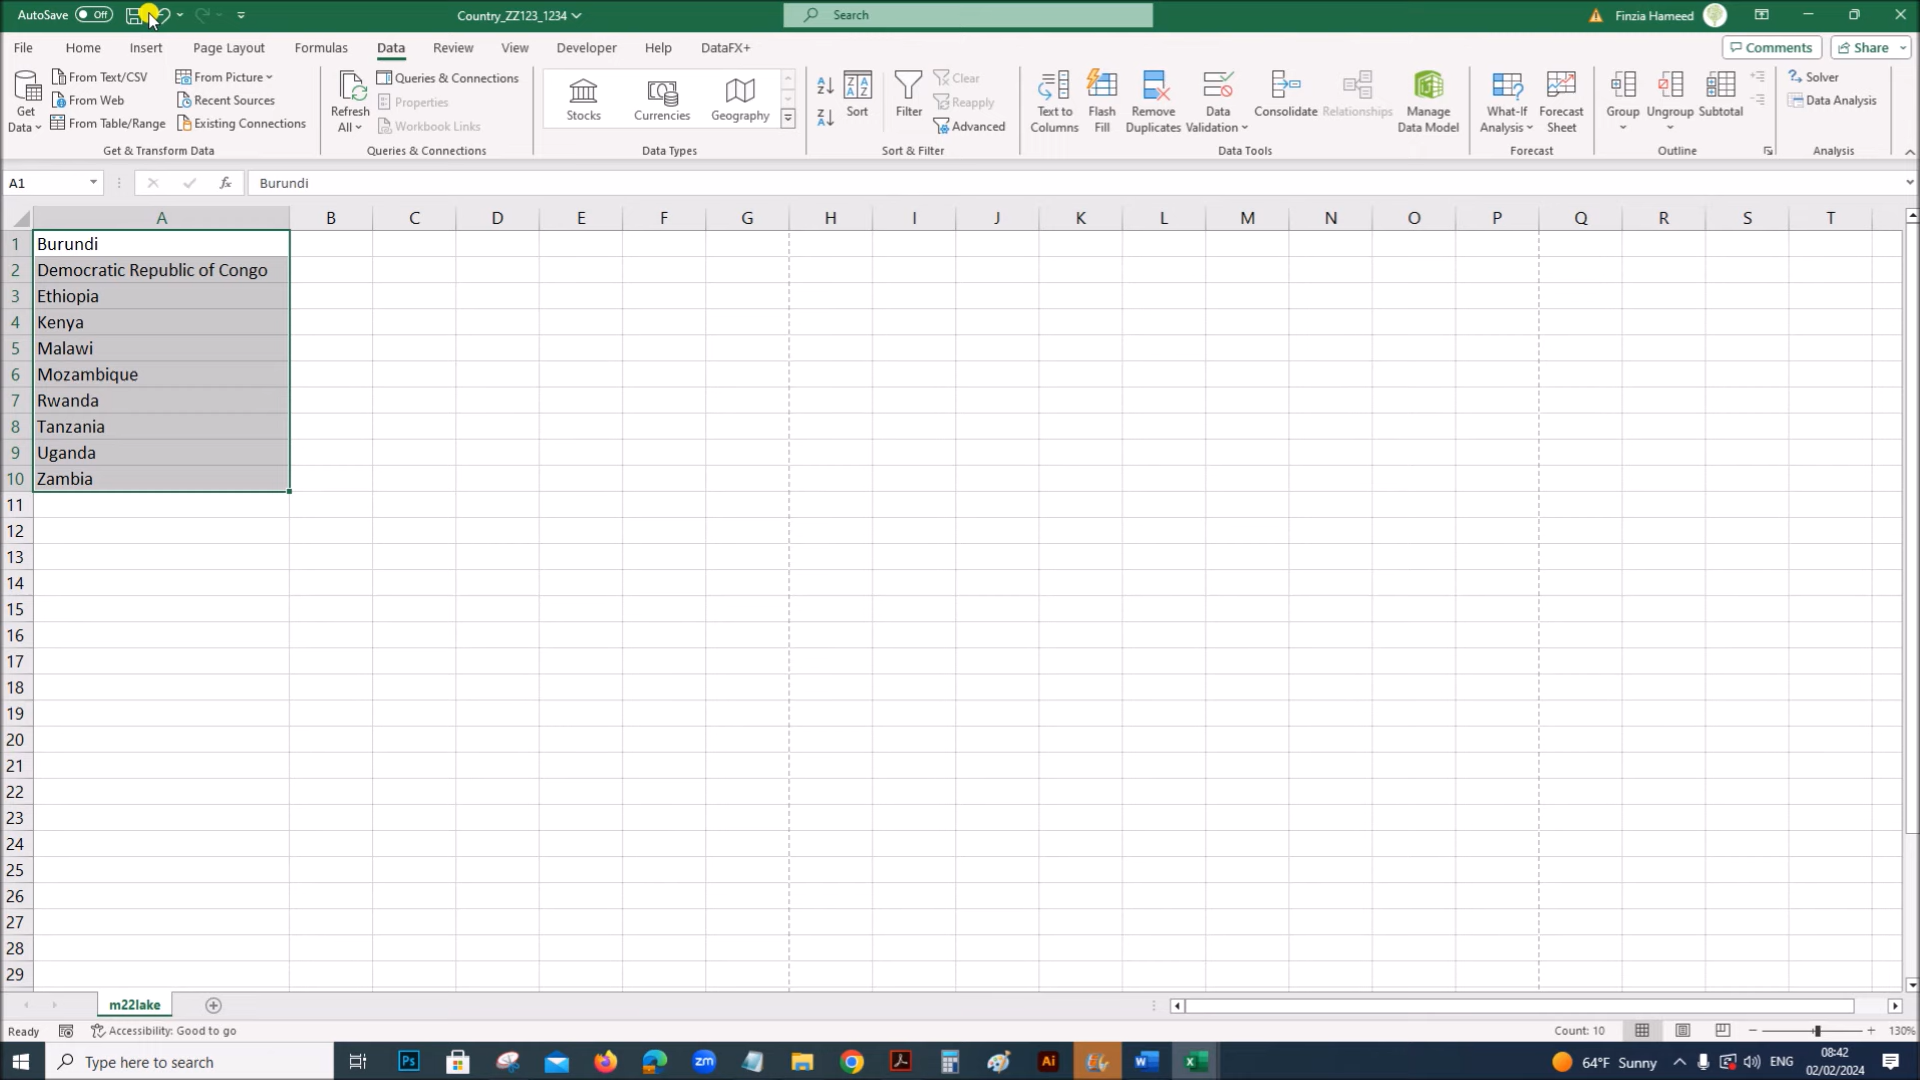 AutoSave Off Country_ZZ123_1234 Search Finzia Hameed
File Home Insert Page Layout Formulas Data Review View Developer Help DataFX+ Comments Share
Get Data From Text/CSV From Web From Table/Range From Picture Recent Sources Existing Connections
Get & Transform Data
Refresh All Queries & Connections Properties Workbook Links
Queries & Connections
Stocks Currencies Geography
Data Types
Sort Filter Clear Reapply Advanced
Sort & Filter
Text to Columns Flash Fill Remove Duplicates Data Validation Consolidate Relationships Manage Data Model
Data Tools
What-If Analysis Forecast Sheet
Forecast
Group Ungroup Subtotal
Outline
Solver Data Analysis
Analysis
A1 fx Burundi
A B C D E F G H I J K L M N O P Q R S T
1 Burundi
2 Democratic Republic of Congo
3 Ethiopia
4 Kenya
5 Malawi
6 Mozambique
7 Rwanda
8 Tanzania
9 Uganda
10 Zambia
11
12
13
14
15
16
17
18
19
20
21
22
23
24
25
26
27
28
29
m22lake
Ready Accessibility: Good to go Count: 10 130%
Type here to search Ps zm Ai 64°F Sunny ENG 08:42
02/02/2024